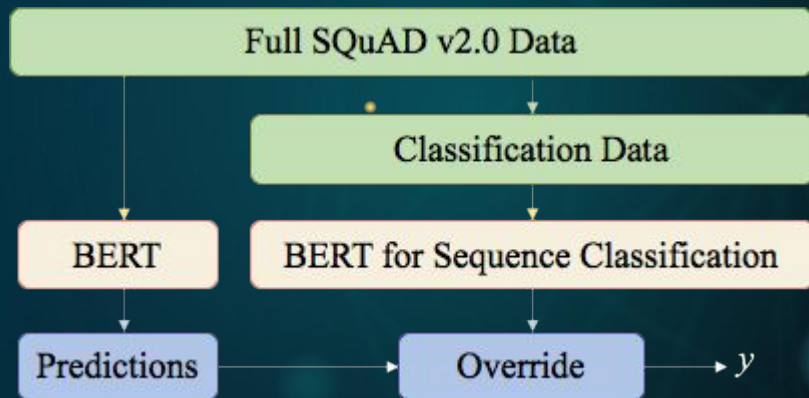 Full SQuAD v2.0 Data
Classification Data
BERT
BERT for Sequence Classification
Predictions
Override
y